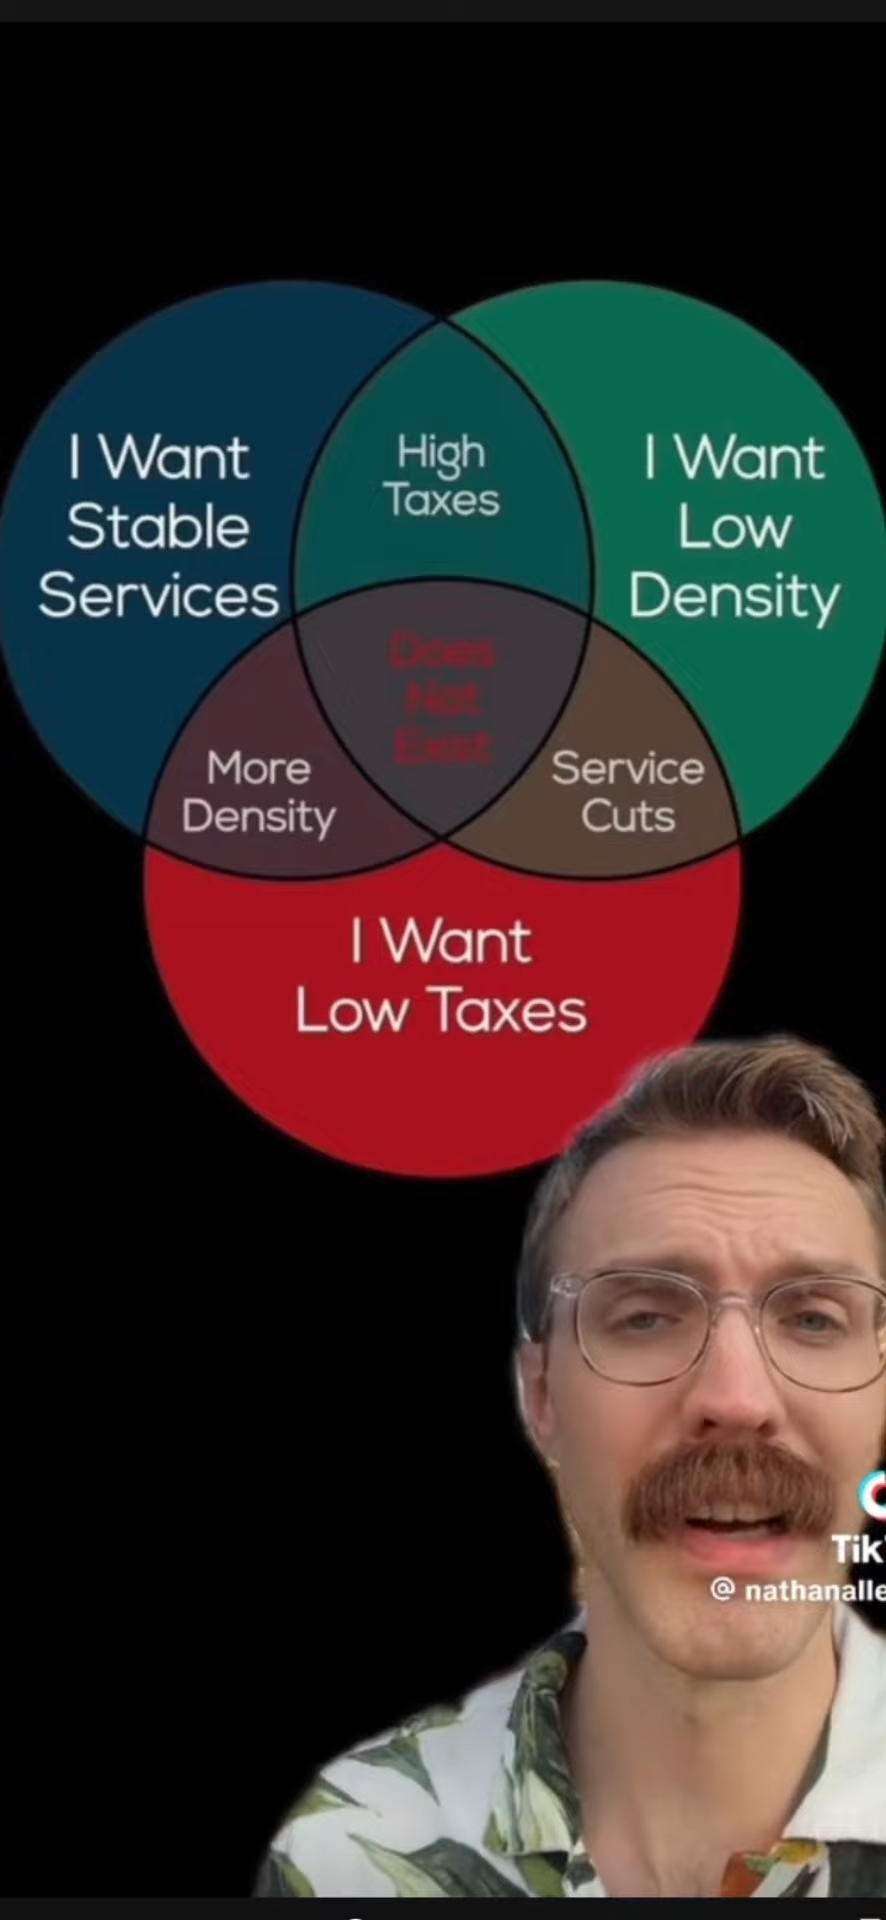 I Want
Stable
Services
High
Taxes
I Want
Low
Density
Does
Not
Exist
More
Density
Service
Cuts
I Want
Low Taxes
Tik
@ nathanalle